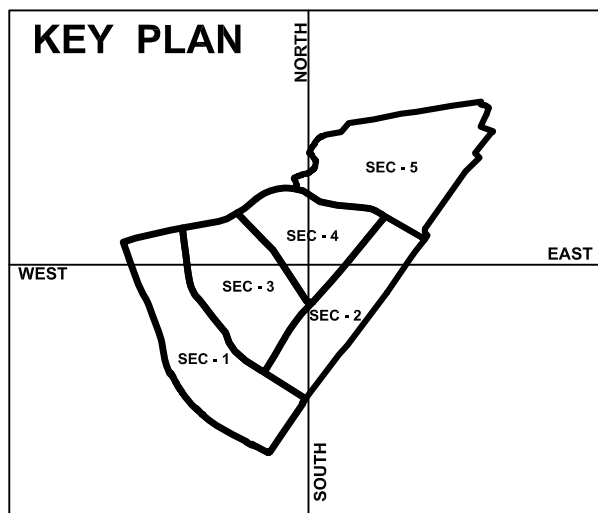 KEY PLAN
NORTH
SEC - 5
SEC - 4
EAST
WEST
SEC - 3
SEC - 2
SEC - 1
SOUTH